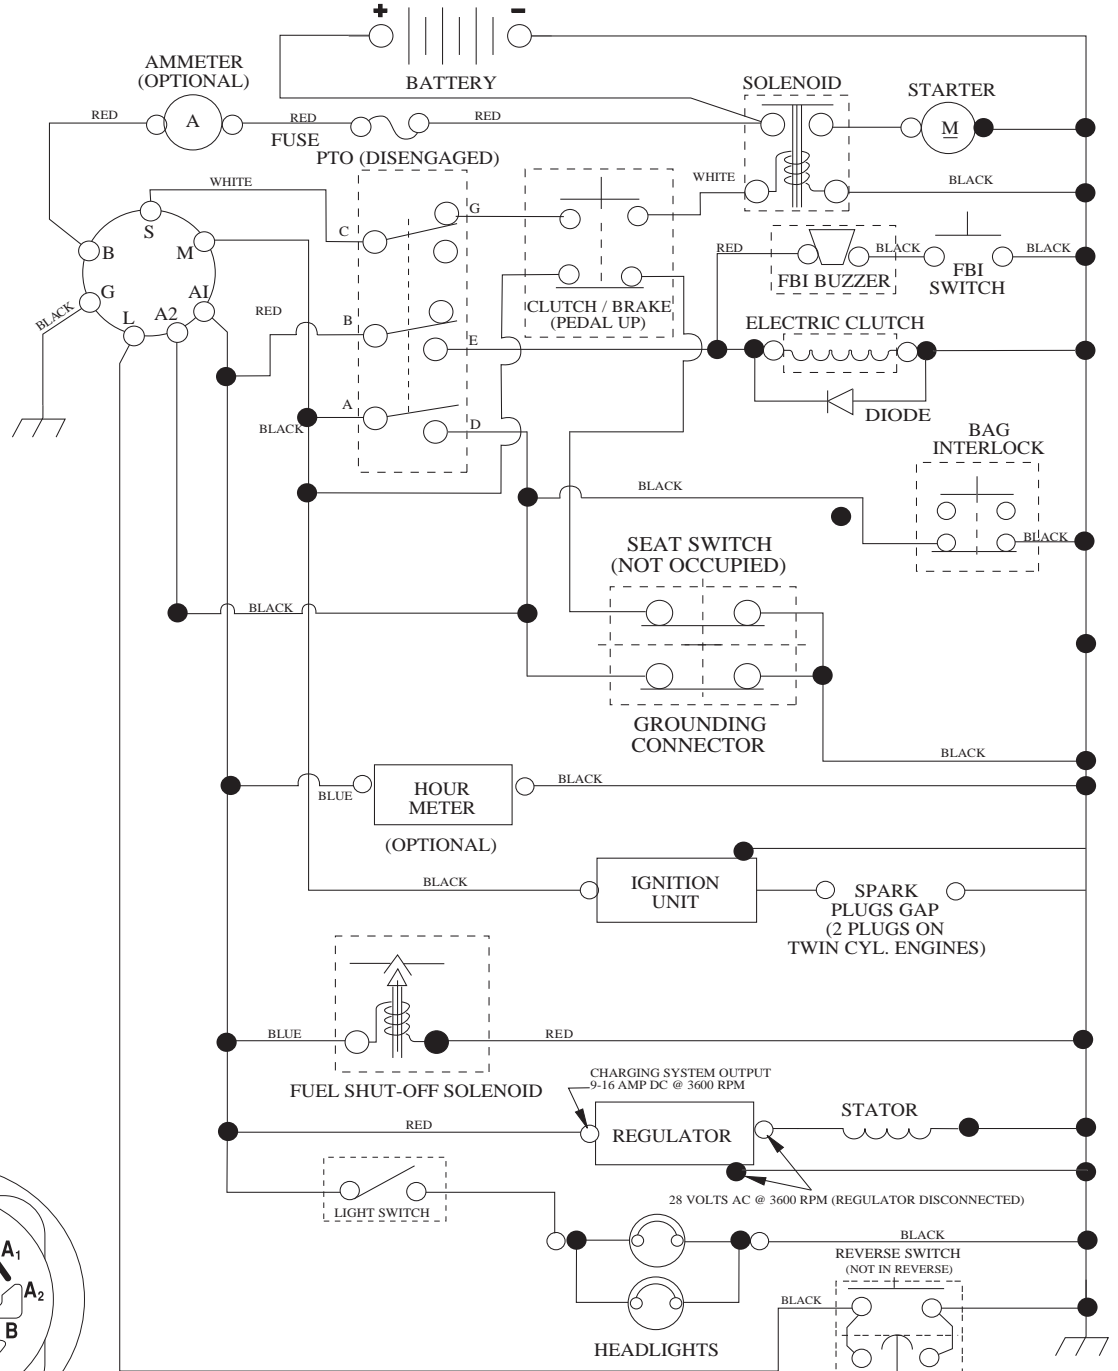 + -
BATTERY
AMMETER
(OPTIONAL)
A
RED
RED
FUSE
RED
SOLENOID
STARTER
M
PTO (DISENGAGED)
WHITE
WHITE
BLACK
S
B
M
G
L
A2
A1
BLACK
RED
C
G
B
E
A
D
CLUTCH / BRAKE
(PEDAL UP)
RED
BLACK
BLACK
FBI BUZZER
FBI
SWITCH
ELECTRIC CLUTCH
DIODE
BLACK
BAG
INTERLOCK
BLACK
BLACK
SEAT SWITCH
(NOT OCCUPIED)
BLACK
GROUNDING
CONNECTOR
BLACK
BLUE
HOUR
METER
BLACK
(OPTIONAL)
BLACK
IGNITION
UNIT
SPARK
PLUGS GAP
(2 PLUGS ON
TWIN CYL. ENGINES)
BLUE
RED
FUEL SHUT-OFF SOLENOID
CHARGING SYSTEM OUTPUT
9-16 AMP DC @ 3600 RPM
RED
REGULATOR
STATOR
28 VOLTS AC @ 3600 RPM (REGULATOR DISCONNECTED)
LIGHT SWITCH
BLACK
REVERSE SWITCH
(NOT IN REVERSE)
BLACK
HEADLIGHTS
A1
A2
B